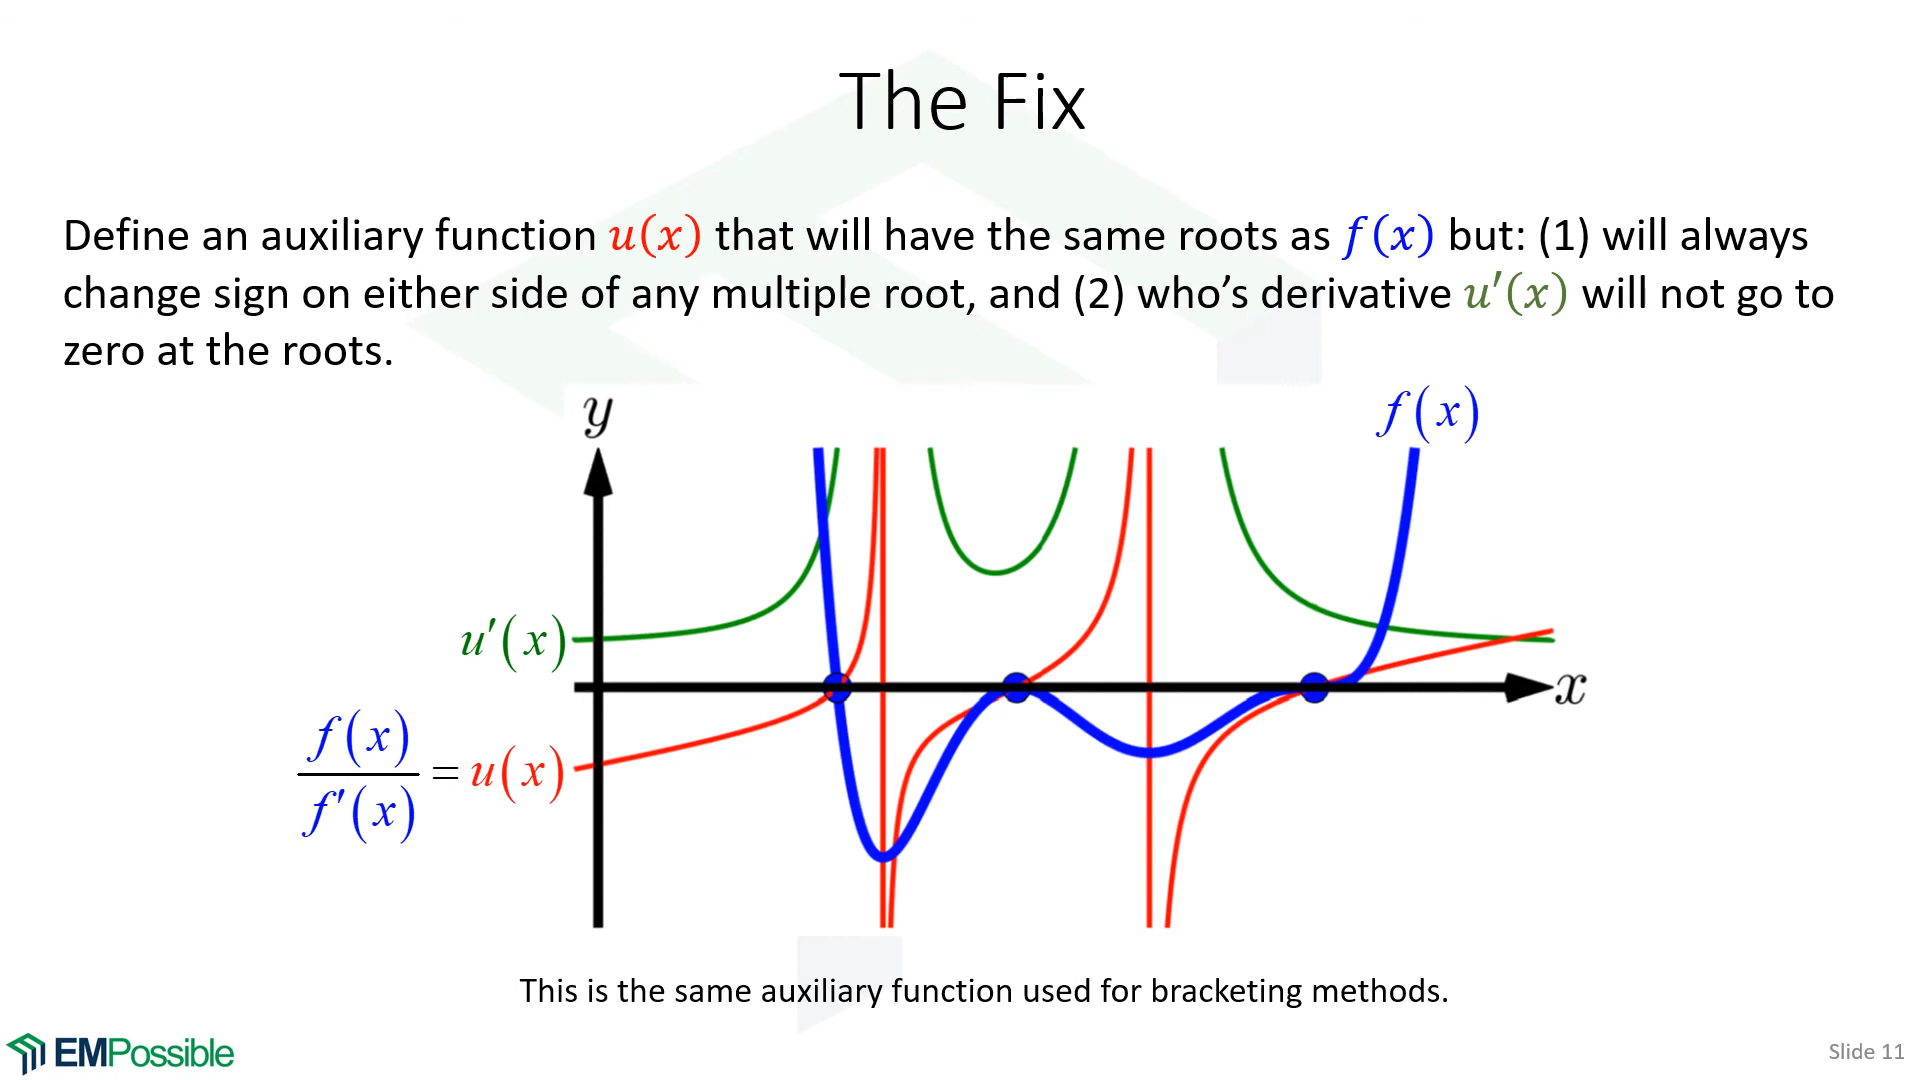 The Fix
Define an auxiliary function u(x) that will have the same roots as f(x) but: (1) will always
change sign on either side of any multiple root, and (2) who’s derivative u′(x) will not go to
zero at the roots.
y
f(x)
u′(x)
x
f(x)
f′(x)
= u(x)
This is the same auxiliary function used for bracketing methods.
EMPossible
Slide 11